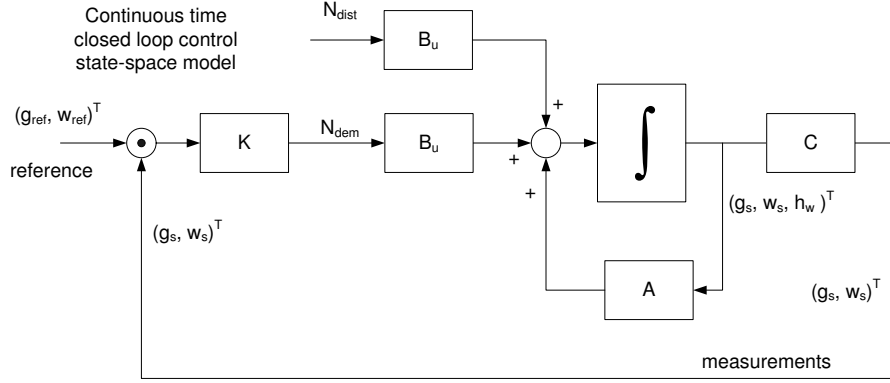 Continuous time
closed loop control
state-space model
N_dist
B_u
(g_ref, w_ref)^T
reference
K
N_dem
B_u
+
+
+
∫
C
(g_s, w_s, h_w )^T
(g_s, w_s)^T
A
(g_s, w_s)^T
measurements